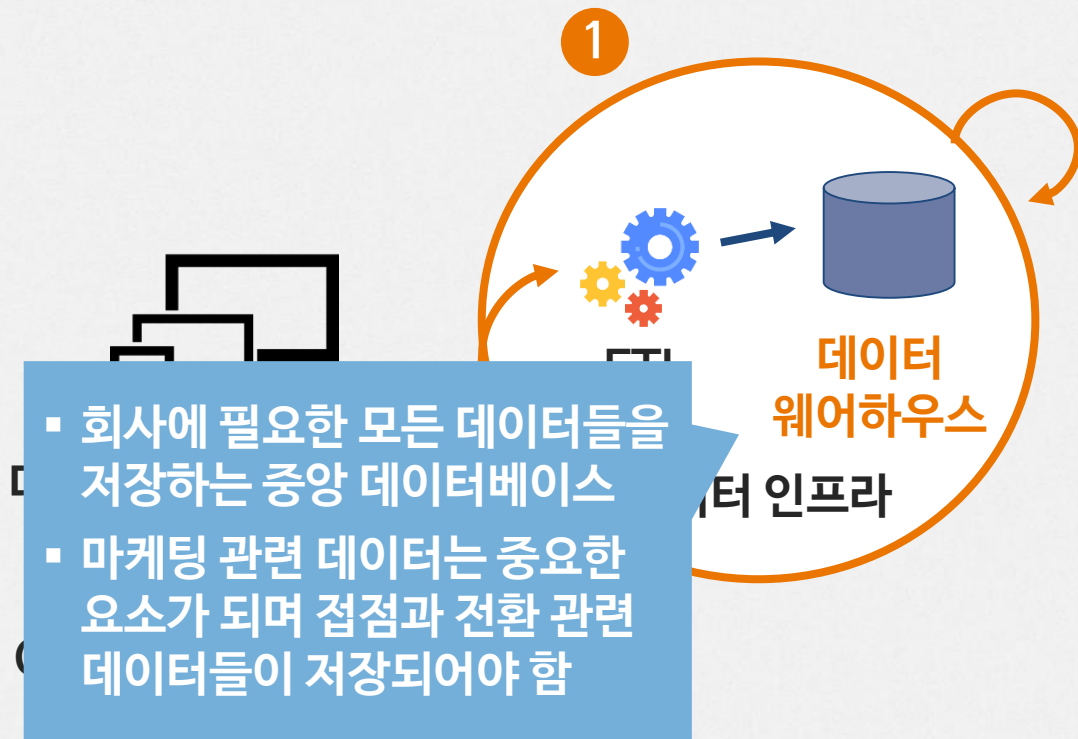 1
데이터
웨어하우스
터 인프라
▪ 회사에 필요한 모든 데이터들을
저장하는 중앙 데이터베이스
▪ 마케팅 관련 데이터는 중요한
요소가 되며 접점과 전환 관련
데이터들이 저장되어야 함